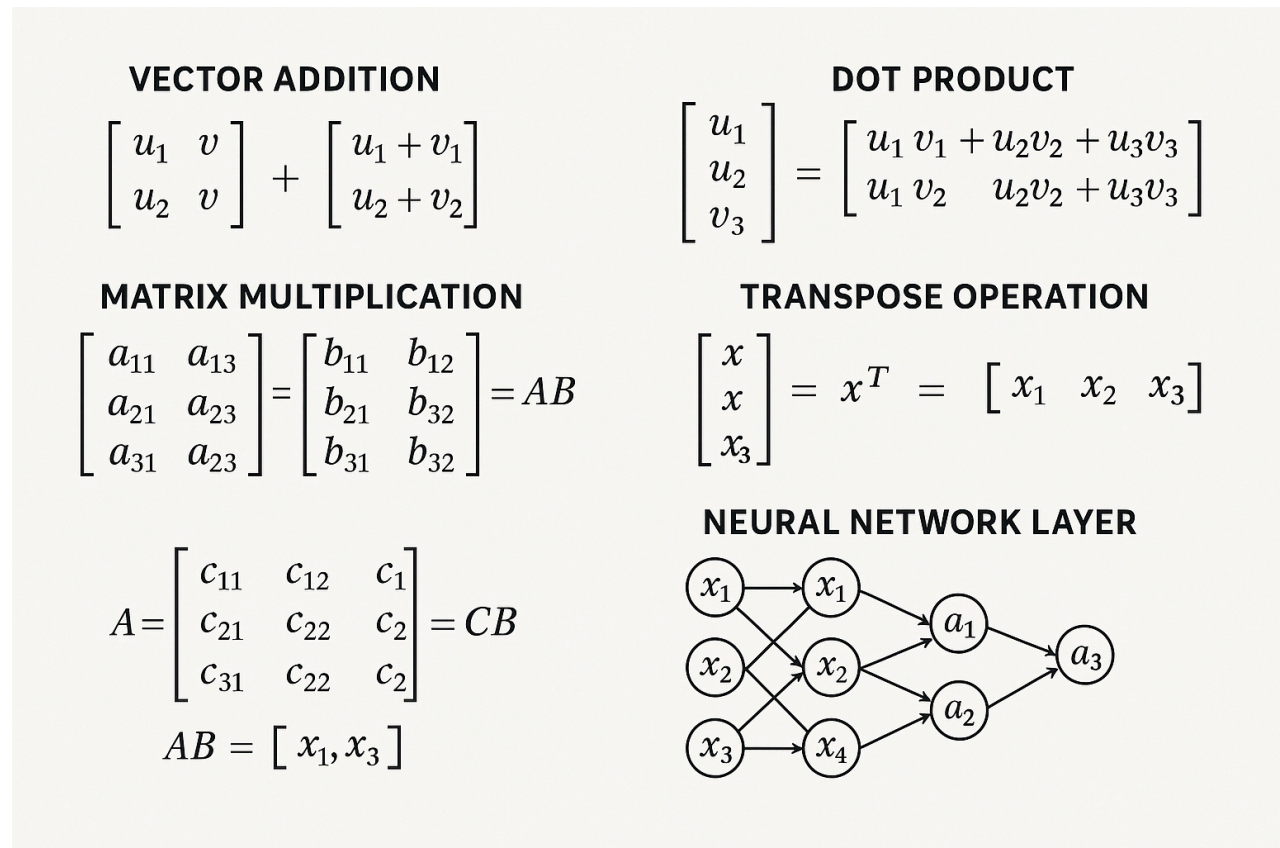 VECTOR ADDITION
[ u₁ v ] + [ u₁ + v₁ ]
[ u₂ v ] [ u₂ + v₂ ]
DOT PRODUCT
[ u₁ ] = [ u₁ v₁ + u₂v₂ + u₃v₃ ]
[ u₂ ] [ u₁ v₂ u₂v₂ + u₃v₃ ]
[ v₃ ]
MATRIX MULTIPLICATION
[ a₁₁ a₁₃ ] = [ b₁₁ b₁₂ ] = AB
[ a₂₁ a₂₃ ] [ b₂₁ b₃₂ ]
[ a₃₁ a₂₃ ] [ b₃₁ b₃₂ ]
TRANSPOSE OPERATION
[ x ] = xᵀ = [ x₁ x₂ x₃ ]
[ x ]
[ x₃ ]
A = [ c₁₁ c₁₂ c₁ ] = CB
[ c₂₁ c₂₂ c₂ ]
[ c₃₁ c₂₂ c₂ ]
AB = [ x₁, x₃ ]
NEURAL NETWORK LAYER
x₁ x₁
a₁
x₂ x₂ a₃
a₂
x₃ x₄